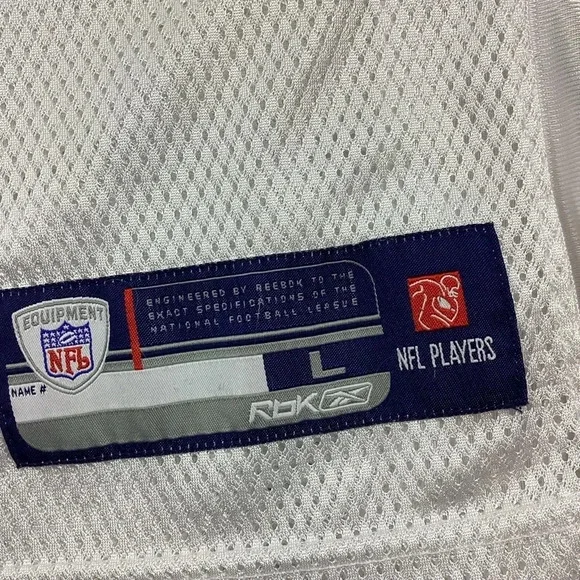 EQUIPMENT
NFL
NAME #
ENGINEERED BY REEBOK TO THE
EXACT SPECIFICATIONS OF THE
NATIONAL FOOTBALL LEAGUE
L
RbK
NFL PLAYERS